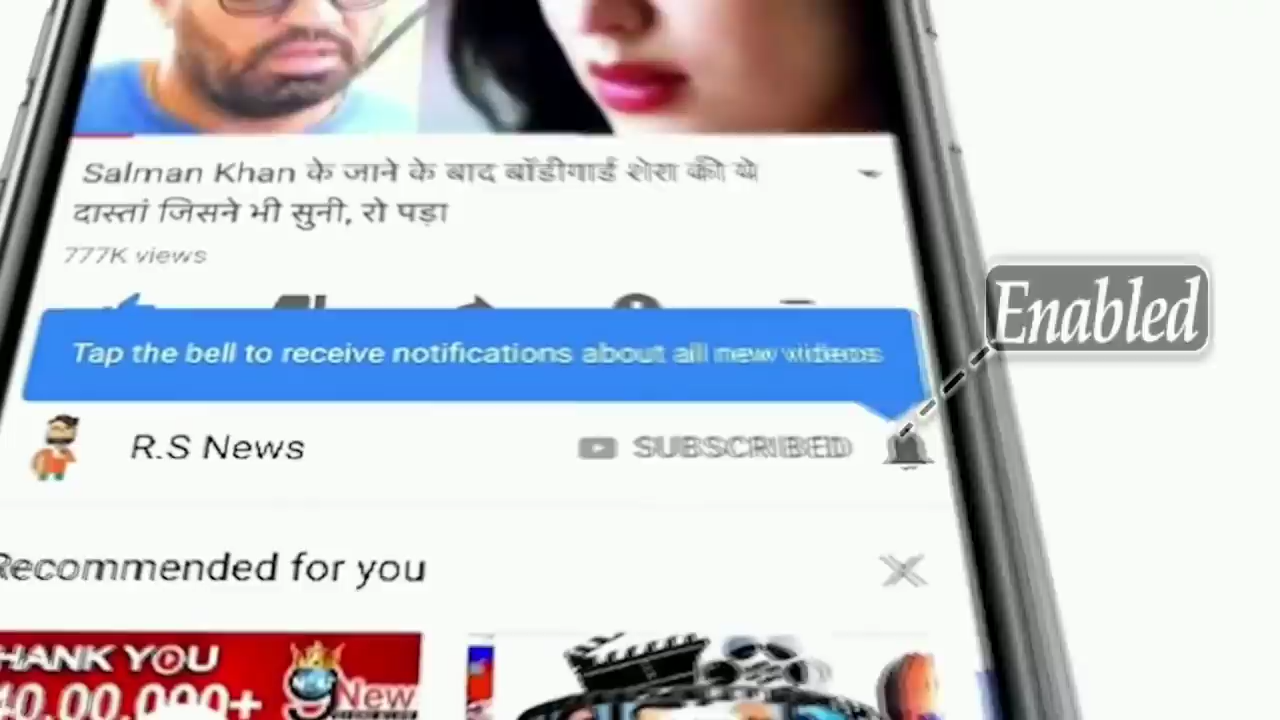 Salman Khan के जाने के बाद बॉडीगार्ड शेरा की ये
दास्तां जिसने भी सुनी, रो पड़ा
777K views
Enabled
Tap the bell to receive notifications about all new videos
R.S News
SUBSCRIBED
Recommended for you
THANK YOU
40,00,000+
New